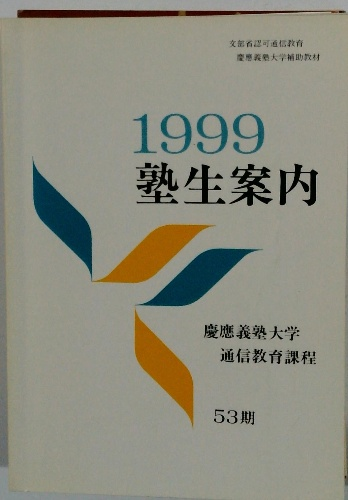 文部省認可通信教育
慶應義塾大学補助教材
1999
塾生案内
慶應義塾大学
通信教育課程
53期